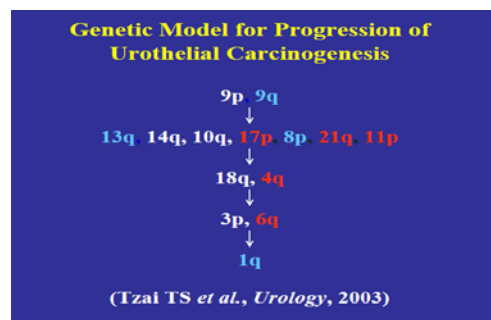 Genetic Model for Progression of
Urothelial Carcinogenesis
9p, 9q
13q, 14q, 10q, 17p, 8p, 21q, 11p
18q, 4q
3p, 6q
1q
(Tzai TS et al., Urology, 2003)